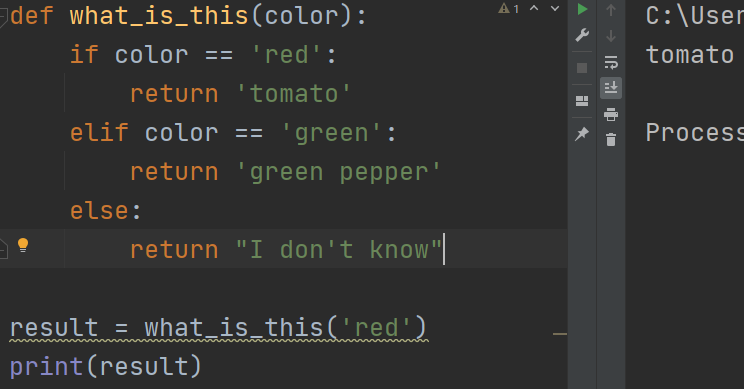 def what_is_this(color):
    if color == 'red':
        return 'tomato'
    elif color == 'green':
        return 'green pepper'
    else:
        return "I don't know"

result = what_is_this('red')
print(result)
1
C:\User
tomato
Process